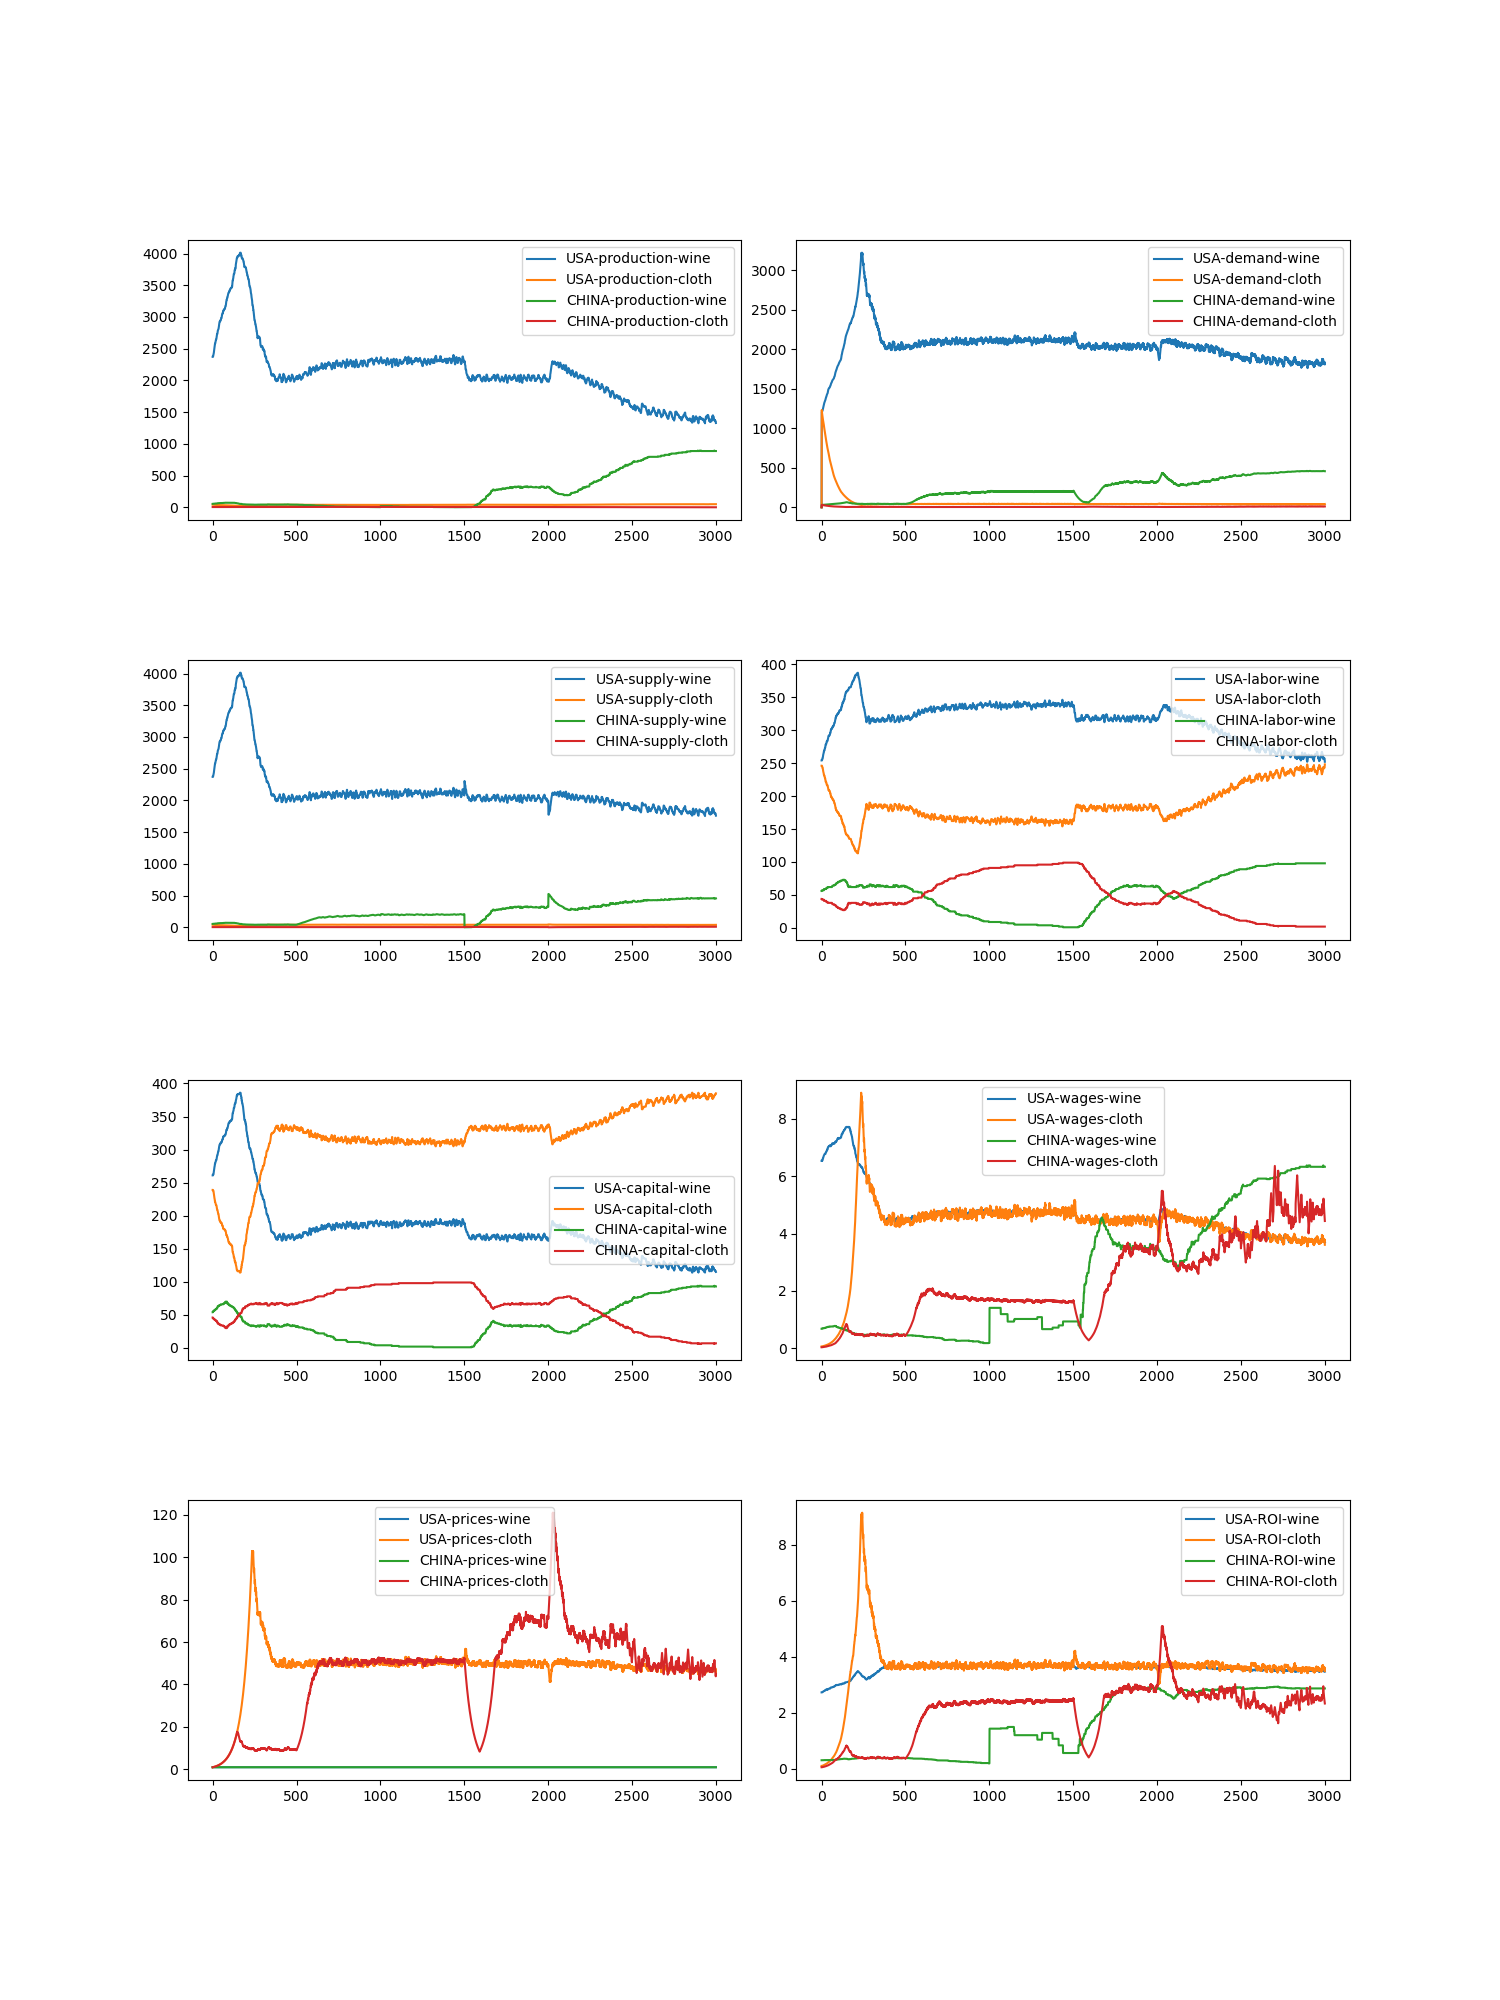 4000
3500
3000
2500
2000
1500
1000
500
0
USA-production-wine
USA-production-cloth
CHINA-production-wine
CHINA-production-cloth
0 500 1000 1500 2000 2500 3000
3000
2500
2000
1500
1000
500
0
USA-demand-wine
USA-demand-cloth
CHINA-demand-wine
CHINA-demand-cloth
0 500 1000 1500 2000 2500 3000
4000
3500
3000
2500
2000
1500
1000
500
0
USA-supply-wine
USA-supply-cloth
CHINA-supply-wine
CHINA-supply-cloth
0 500 1000 1500 2000 2500 3000
400
350
300
250
200
150
100
50
0
USA-labor-wine
USA-labor-cloth
CHINA-labor-wine
CHINA-labor-cloth
0 500 1000 1500 2000 2500 3000
400
350
300
250
200
150
100
50
0
USA-capital-wine
USA-capital-cloth
CHINA-capital-wine
CHINA-capital-cloth
0 500 1000 1500 2000 2500 3000
8
6
4
2
0
USA-wages-wine
USA-wages-cloth
CHINA-wages-wine
CHINA-wages-cloth
0 500 1000 1500 2000 2500 3000
120
100
80
60
40
20
0
USA-prices-wine
USA-prices-cloth
CHINA-prices-wine
CHINA-prices-cloth
0 500 1000 1500 2000 2500 3000
8
6
4
2
0
USA-ROI-wine
USA-ROI-cloth
CHINA-ROI-wine
CHINA-ROI-cloth
0 500 1000 1500 2000 2500 3000